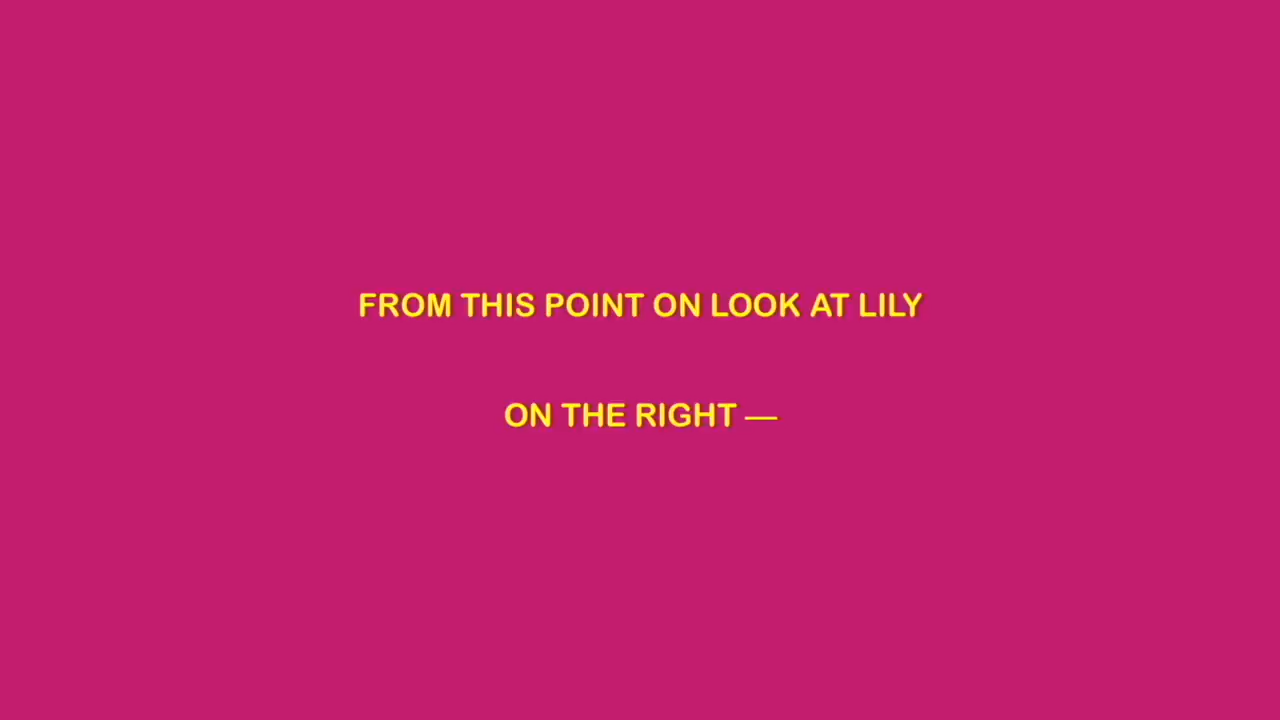 FROM THIS POINT ON LOOK AT LILY
ON THE RIGHT —